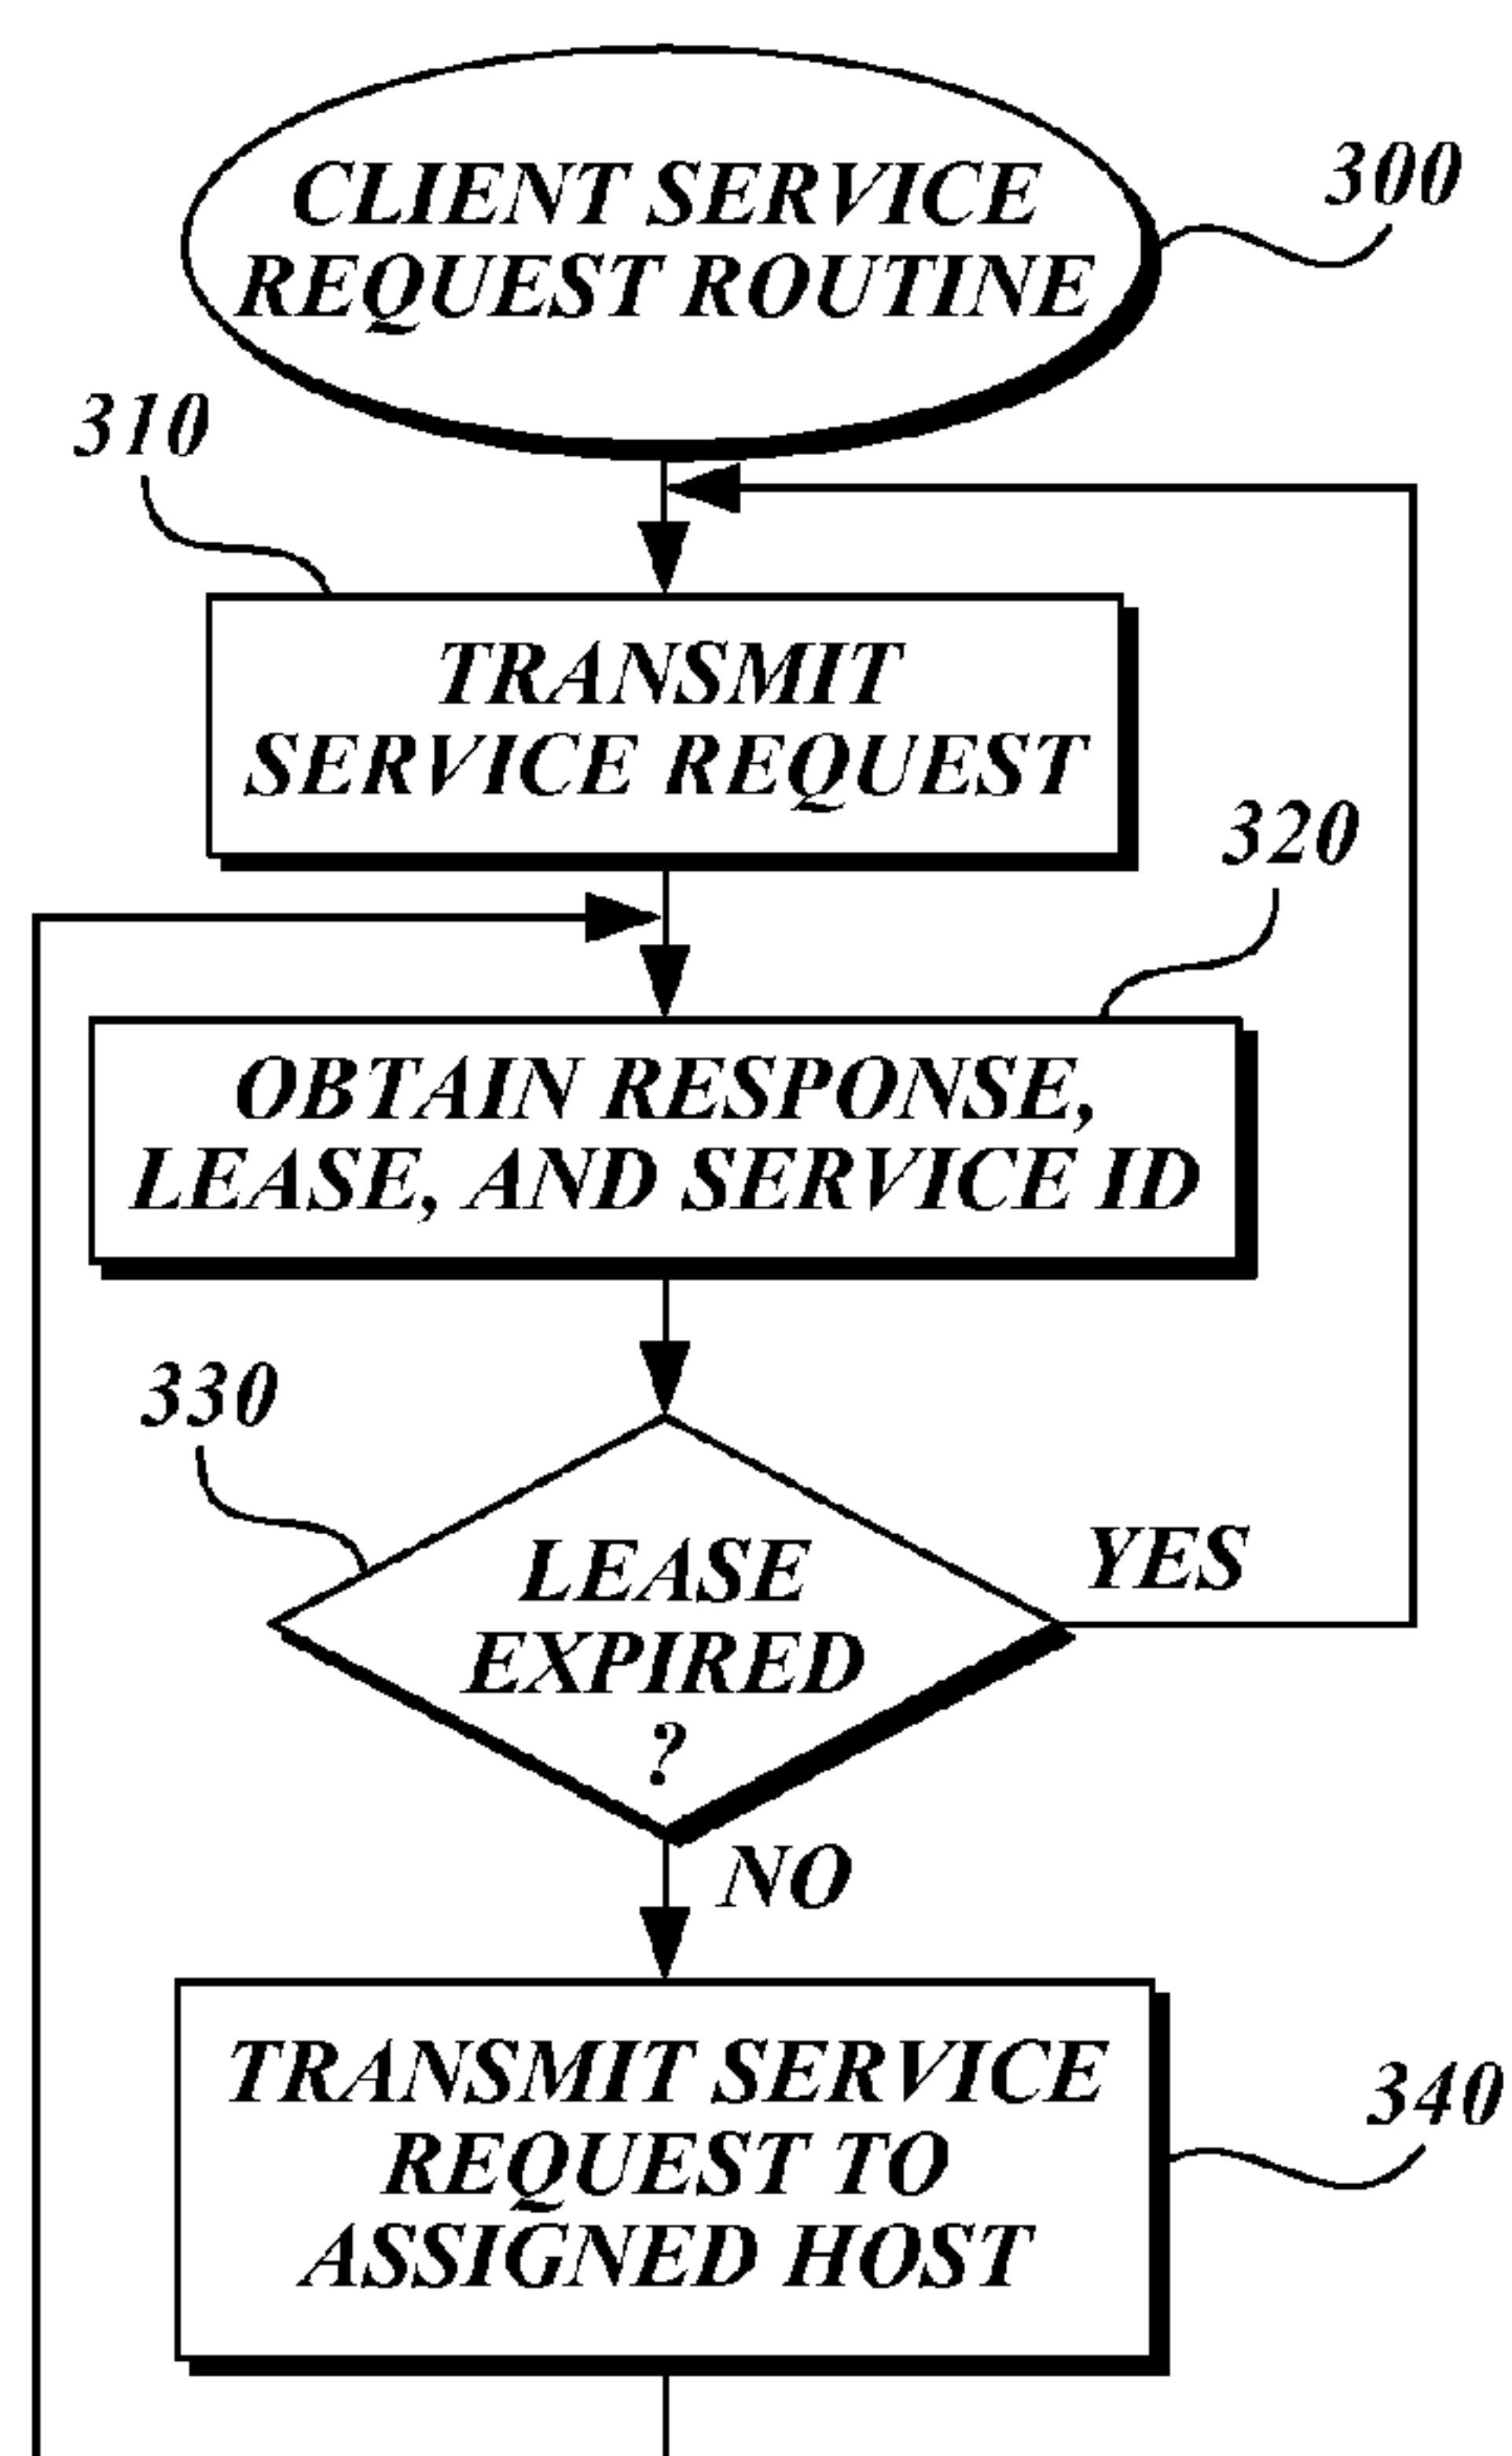 CLIENT SERVICE
REQUEST ROUTINE
300
310
TRANSMIT
SERVICE REQUEST
320
OBTAIN RESPONSE,
LEASE, AND SERVICE ID
330
LEASE
EXPIRED
?
YES
NO
TRANSMIT SERVICE
REQUEST TO
ASSIGNED HOST
340